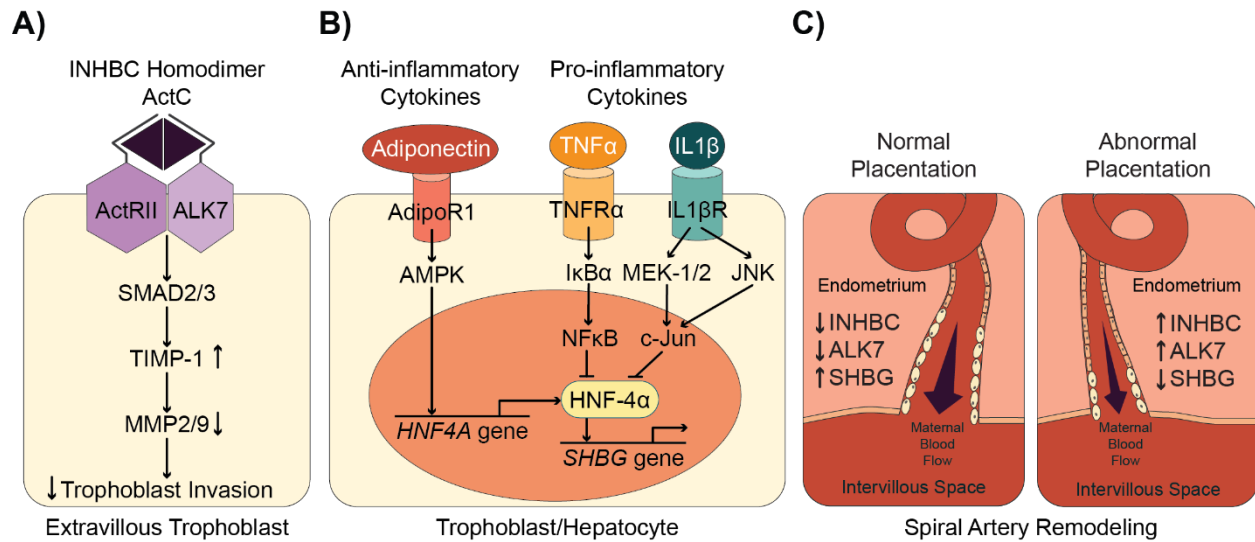 A)
INHBC Homodimer
ActC
ActRII
ALK7
SMAD2/3
TIMP-1 ↑
MMP2/9 ↓
↓ Trophoblast Invasion
Extravillous Trophoblast
B)
Anti-inflammatory
Cytokines
Pro-inflammatory
Cytokines
Adiponectin
TNFα
IL1β
AdipoR1
TNFRα
IL1βR
AMPK
IκBα
MEK-1/2
JNK
NFκB
c-Jun
HNF-4α
HNF4A gene
SHBG gene
Trophoblast/Hepatocyte
C)
Normal
Placentation
Endometrium
↓ INHBC
↓ ALK7
↑ SHBG
Maternal
Blood
Flow
Intervillous Space
Abnormal
Placentation
Endometrium
↑ INHBC
↑ ALK7
↓ SHBG
Maternal
Blood
Flow
Intervillous Space
Spiral Artery Remodeling